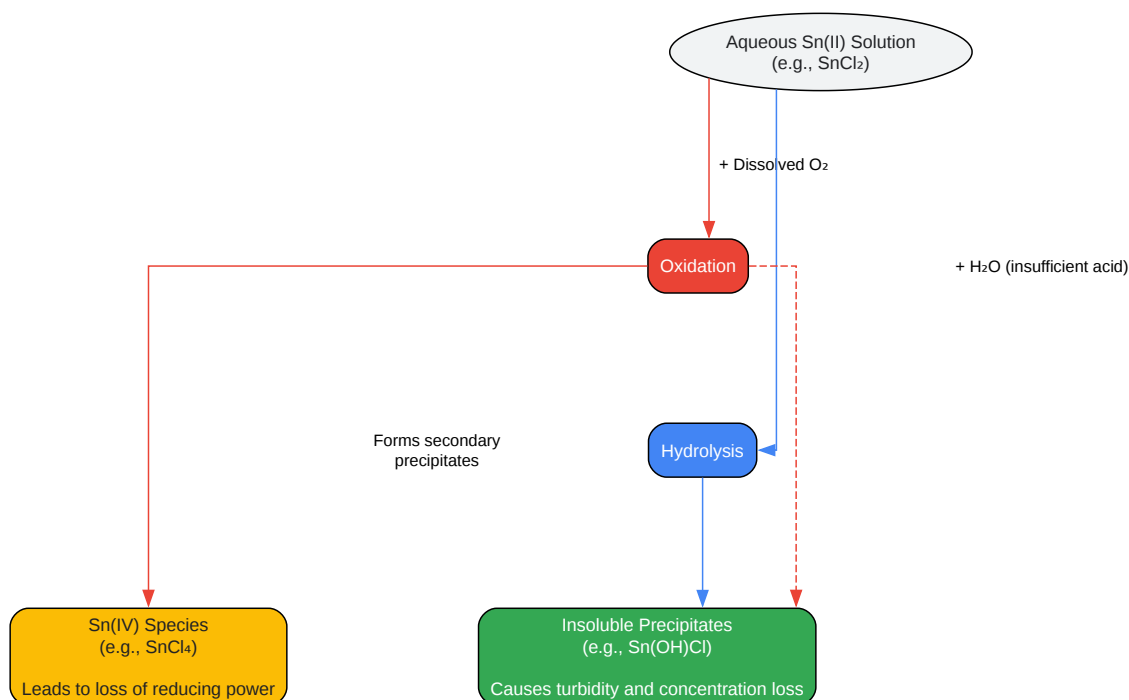 Aqueous Sn(II) Solution
(e.g., SnCl₂)
+ Dissolved O₂
Oxidation
+ H₂O (insufficient acid)
Forms secondary
precipitates
Hydrolysis
Sn(IV) Species
(e.g., SnCl₄)
Leads to loss of reducing power
Insoluble Precipitates
(e.g., Sn(OH)Cl)
Causes turbidity and concentration loss